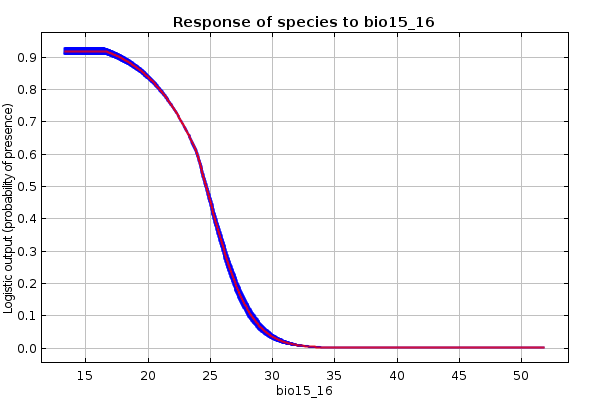 Response of species to bio15_16
Logistic output (probability of presence)
0.9
0.8
0.7
0.6
0.5
0.4
0.3
0.2
0.1
0.0
15 20 25 30 35 40 45 50
bio15_16